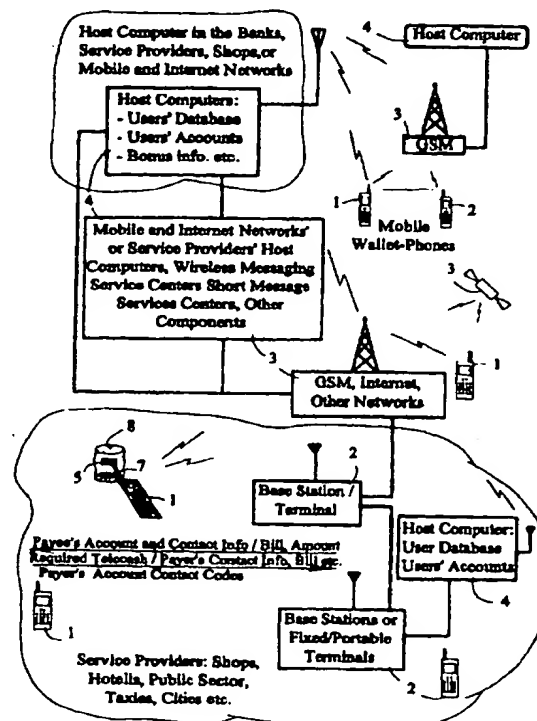 Host Computer in the Banks,
Service Providers, Shops,or
Mobile and Internet Networks
4
Host Computer
Host Computers:
- Users' Database
- Users' Accounts
- Bonus info. etc.
4
3
GSM
1
2
Mobile
Wallet-Phones
Mobile and Internet Networks'
or Service Providers' Host
Computers, Wireless Messaging
Service Centers Short Message
Services Centers, Other
Components
3
3
1
GSM, Internet,
Other Networks
8
5
7
1
2
Base Station /
Terminal
Payee's Account and Contact Info / Bill, Amount
Required Telecash / Payer's Contact Info, Bill etc.
Payer's Account Contact Codes
Host Computer:
User Database
Users' Accounts
4
1
Base Stations or
Fixed/Portable
Terminals
2
Service Providers: Shops,
Hotells, Public Sector,
Taxies, Cities etc.